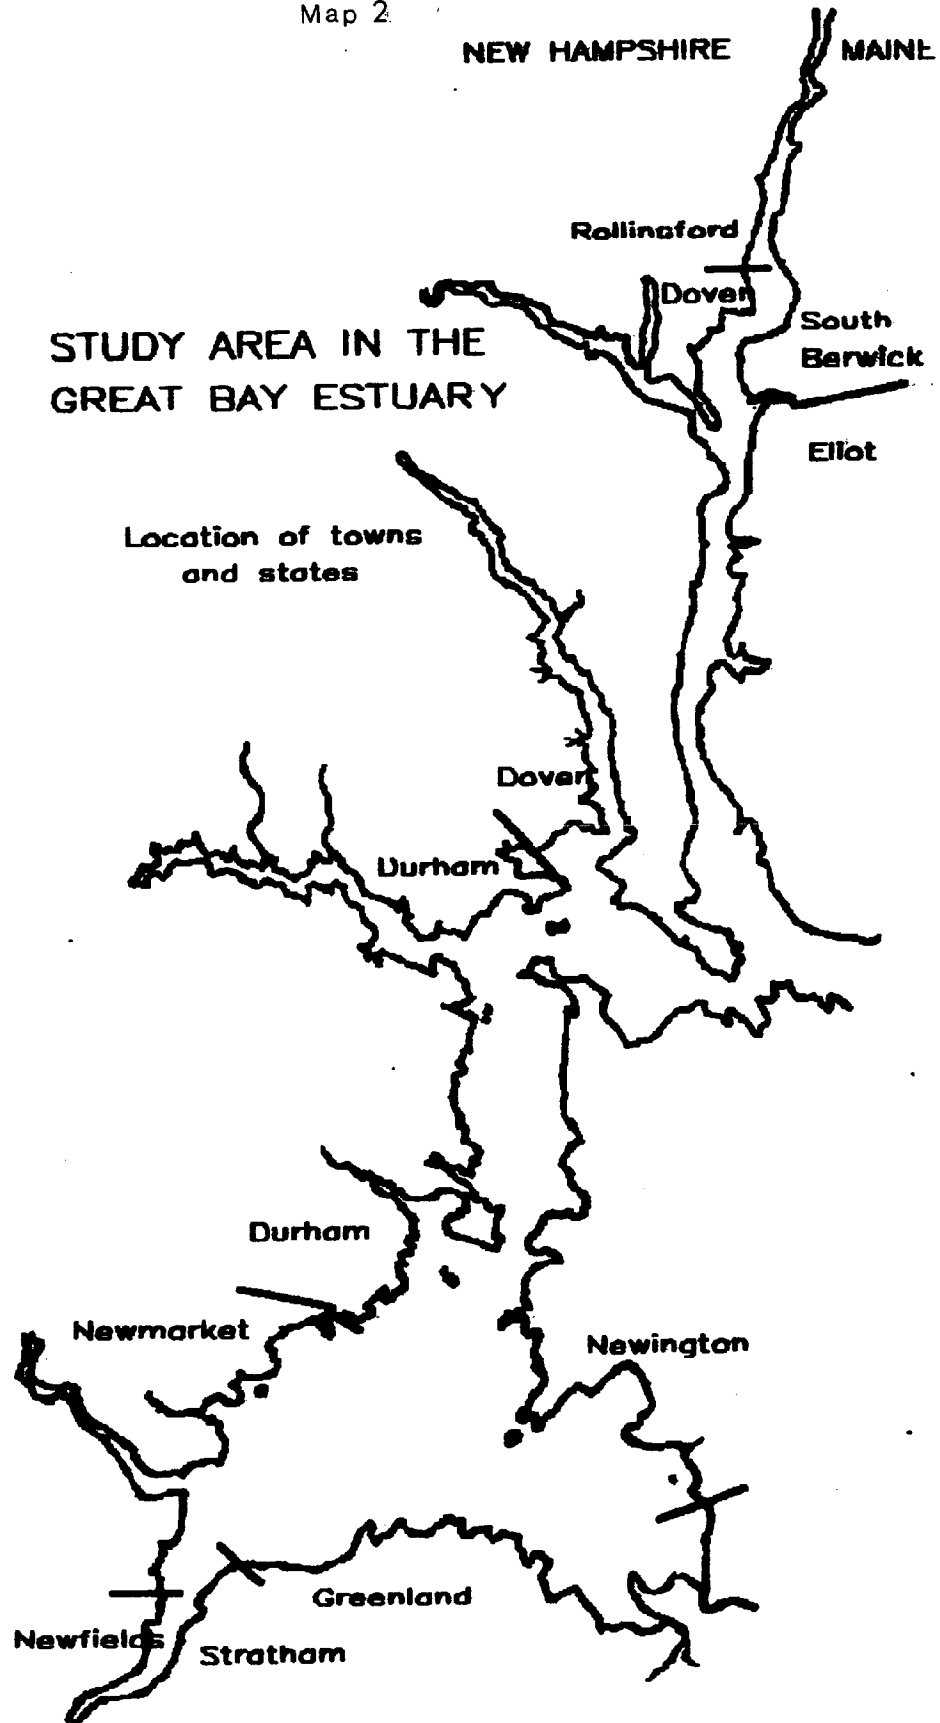 Map 2
NEW HAMPSHIRE
MAINE
Rollinsford
Dover
South
Berwick
STUDY AREA IN THE
GREAT BAY ESTUARY
Eliot
Location of towns
and states
Dover
Durham
Durham
Newmarket
Newington
Greenland
Newfields
Stratham